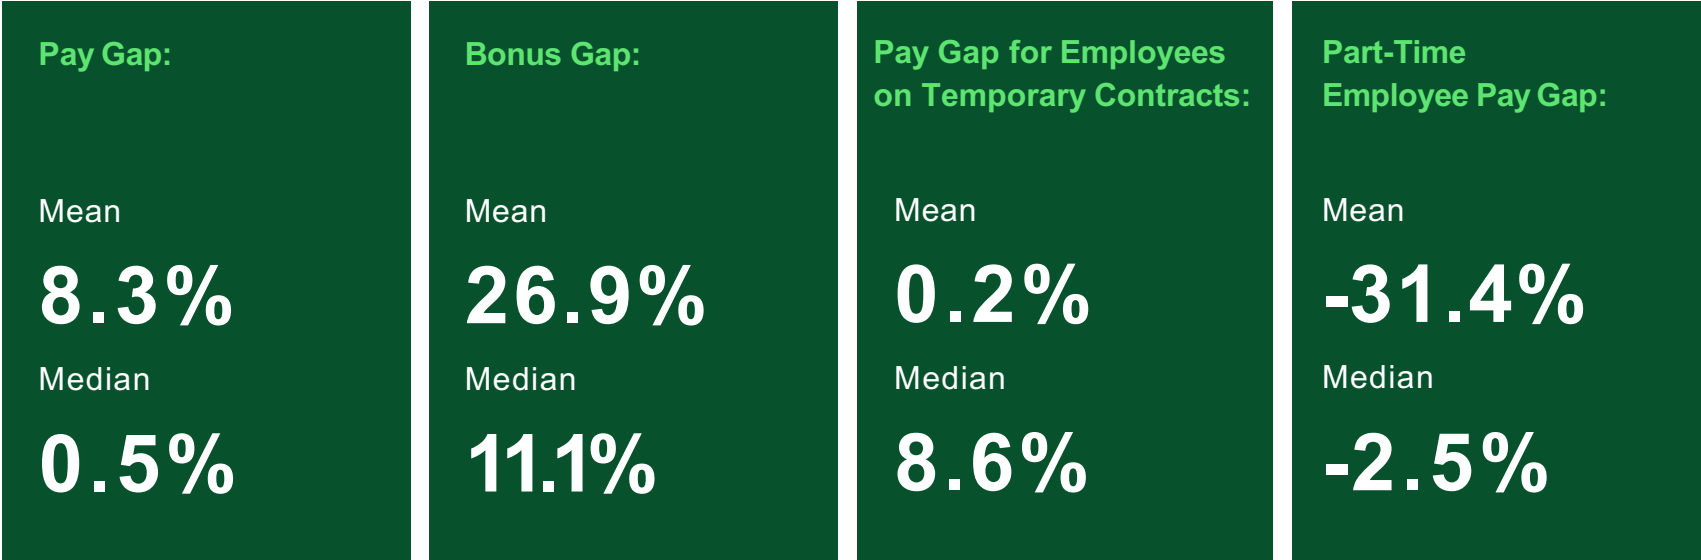 Pay Gap:
Mean
8.3%
Median
0.5%
Bonus Gap:
Mean
26.9%
Median
11.1%
Pay Gap for Employees
on Temporary Contracts:
Mean
0.2%
Median
8.6%
Part-Time
Employee Pay Gap:
Mean
-31.4%
Median
-2.5%